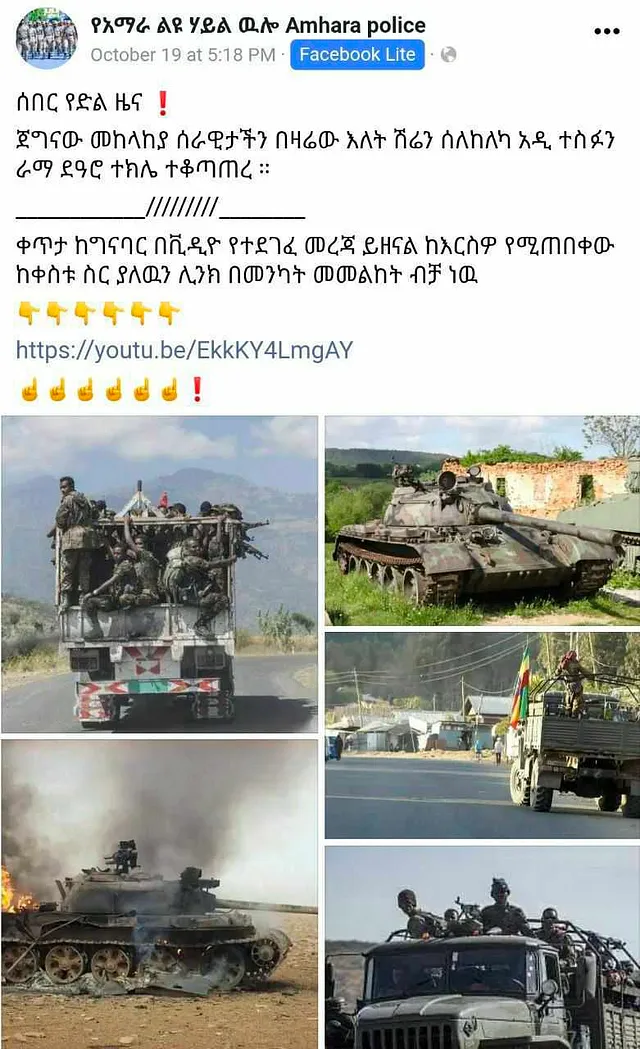 የአማራ ልዩ ሃይል ዉሎ Amhara police
October 19 at 5:18 PM · Facebook Lite ·
ሰበር የድል ዜና ❗
ጀግናው መከላከያ ሰራዊታችን በዛሬው እለት ሽሬን ሰለከለካ አዲ ተስፉን
ራማ ደዓሮ ተክሌ ተቆጣጠረ ።
____________/////////________
ቀጥታ ከግናባር በቪዲዮ የተደገፈ መረጃ ይዘናል ከእርስዎ የሚጠበቀው
ከቀስቱ ስር ያለዉን ሊንክ በመንካት መመልከት ብቻ ነዉ
👇👇👇👇👇👇
https://youtu.be/EkkKY4LmgAY
☝☝☝☝☝☝❗